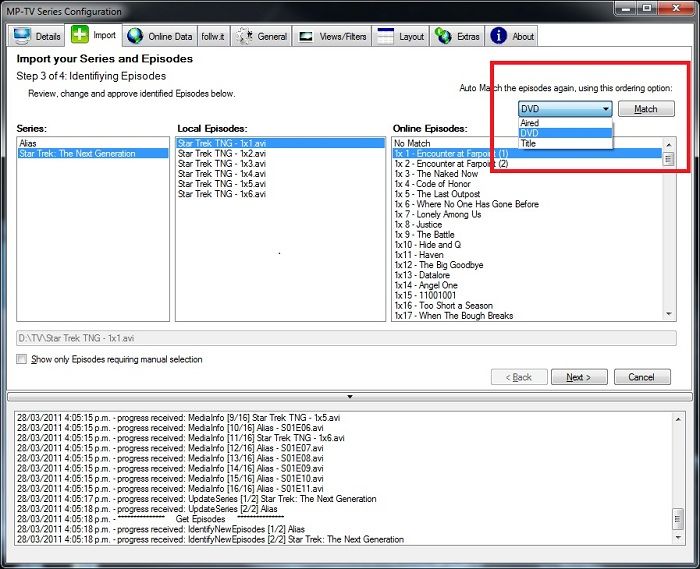 MP-TV Series Configuration
Details Import Online Data follw.it General Views/Filters Layout Extras About
Import your Series and Episodes
Step 3 of 4: Identifying Episodes
Review, change and approve identified Episodes below.
Auto Match the episodes again, using this ordering option:
DVD Match
Aired
DVD
Title
Series:
Alias
Star Trek: The Next Generation
Local Episodes:
Star Trek TNG - 1x1.avi
Star Trek TNG - 1x2.avi
Star Trek TNG - 1x3.avi
Star Trek TNG - 1x4.avi
Star Trek TNG - 1x5.avi
Star Trek TNG - 1x6.avi
Online Episodes:
No Match
1x 1 - Encounter at Farpoint (1)
1x 2 - Encounter at Farpoint (2)
1x 3 - The Naked Now
1x 4 - Code of Honor
1x 5 - The Last Outpost
1x 6 - Where No One Has Gone Before
1x 7 - Lonely Among Us
1x 8 - Justice
1x 9 - The Battle
1x10 - Hide and Q
1x11 - Haven
1x12 - The Big Goodbye
1x13 - Datalore
1x14 - Angel One
1x15 - 11001001
1x16 - Too Short a Season
1x17 - When The Bough Breaks
D:\TV\Star Trek TNG - 1x1.avi
Show only Episodes requiring manual selection
< Back Next > Cancel
28/03/2011 4:05:15 p.m. - progress received: MediaInfo [9/16] Star Trek TNG - 1x5.avi
28/03/2011 4:05:15 p.m. - progress received: MediaInfo [10/16] Alias - S01E06.avi
28/03/2011 4:05:15 p.m. - progress received: MediaInfo [11/16] Star Trek TNG - 1x6.avi
28/03/2011 4:05:15 p.m. - progress received: MediaInfo [12/16] Alias - S01E07.avi
28/03/2011 4:05:15 p.m. - progress received: MediaInfo [13/16] Alias - S01E08.avi
28/03/2011 4:05:15 p.m. - progress received: MediaInfo [14/16] Alias - S01E09.avi
28/03/2011 4:05:15 p.m. - progress received: MediaInfo [15/16] Alias - S01E10.avi
28/03/2011 4:05:15 p.m. - progress received: MediaInfo [16/16] Alias - S01E11.avi
28/03/2011 4:05:17 p.m. - progress received: UpdateSeries [1/2] Star Trek: The Next Generation
28/03/2011 4:05:18 p.m. - progress received: UpdateSeries [2/2] Alias
28/03/2011 4:05:18 p.m. - *************** Get Episodes ***************
28/03/2011 4:05:18 p.m. - progress received: IdentifyNewEpisodes [1/2] Alias
28/03/2011 4:05:18 p.m. - progress received: IdentifyNewEpisodes [2/2] Star Trek: The Next Generation